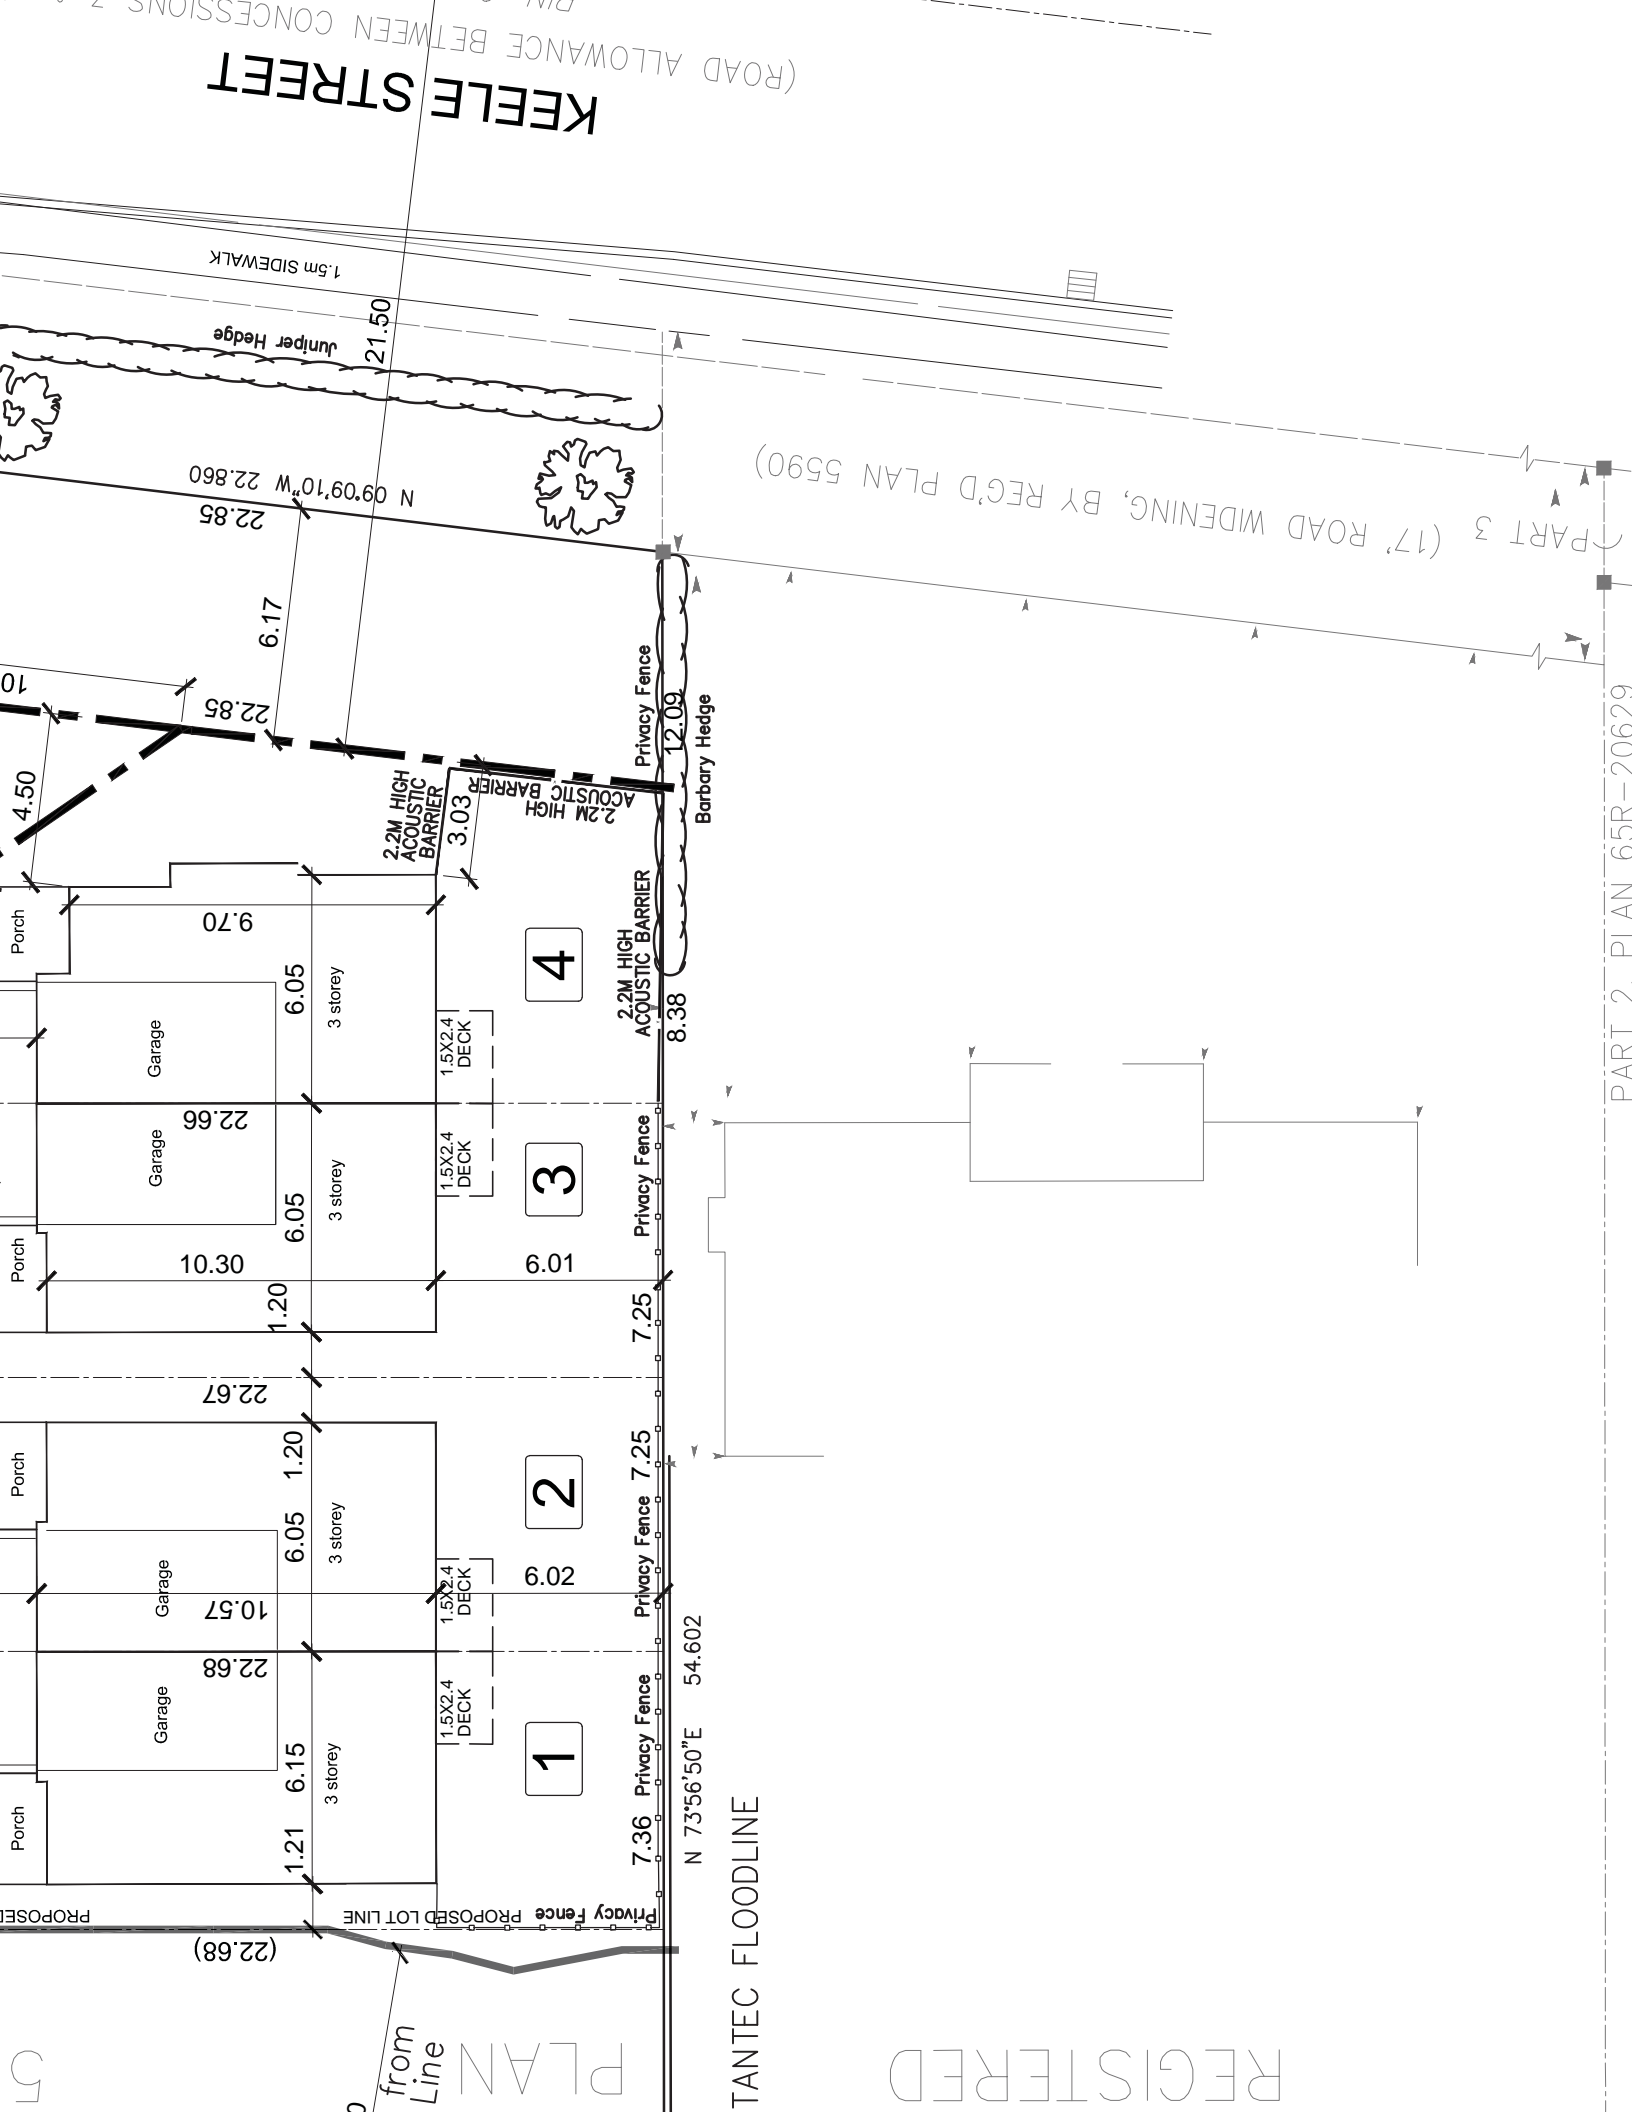 (ROAD ALLOWANCE BETWEEN CONCESSIONS 3
KEELE STREET
1.5m SIDEWALK
21.50
Juniper Hedge
N 09°09'10"W 22.860
22.85
PART 3 (17' ROAD WIDENING, BY REG'D PLAN 5590)
6.17
10
22.85
4.50
2.2M HIGH
ACOUSTIC
BARRIER
3.03
2.2M HIGH
ACOUSTIC BARRIER
Privacy Fence
12.09
Barbary Hedge
PART 2, PLAN 65R-20629
Porch
9.70
6.05
3 storey
Garage
1.5X2.4
DECK
4
2.2M HIGH
ACOUSTIC BARRIER
8.38
22.66
Garage
6.05
3 storey
1.5X2.4
DECK
3
Privacy Fence
Porch
10.30
6.01
1.20
7.25
22.67
Porch
1.20
6.05
3 storey
2
7.25
Privacy Fence
Garage
10.57
1.5X2.4
DECK
6.02
22.68
Garage
6.15
3 storey
1.5X2.4
DECK
1
Privacy Fence
N 73°56'50"E 54.602
Porch
1.21
7.36
PROPOSED
PROPOSED LOT LINE
Privacy Fence
(22.68)
TANTEC FLOODLINE
from
Line
REGISTERED PLAN 5
0